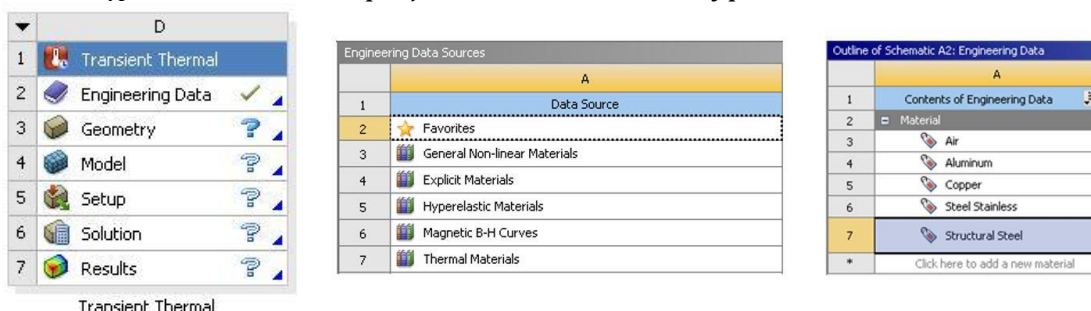 D
1 Transient Thermal
2 Engineering Data
3 Geometry
4 Model
5 Setup
6 Solution
7 Results
Transient Thermal
Engineering Data Sources
A
1 Data Source
2 Favorites
3 General Non-linear Materials
4 Explicit Materials
5 Hyperelastic Materials
6 Magnetic B-H Curves
7 Thermal Materials
Outline of Schematic A2: Engineering Data
A
1 Contents of Engineering Data
2 Material
3 Air
4 Aluminum
5 Copper
6 Steel Stainless
7 Structural Steel
* Click here to add a new material